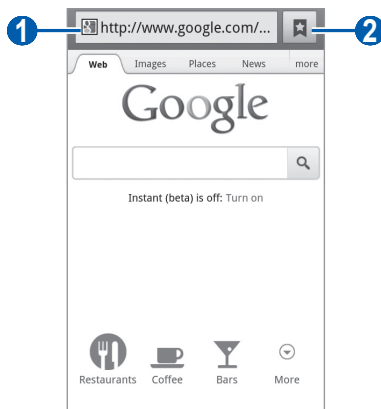 1 http://www.google.com/... 2
Web Images Places News more
Google
Instant (beta) is off: Turn on
Restaurants Coffee Bars More